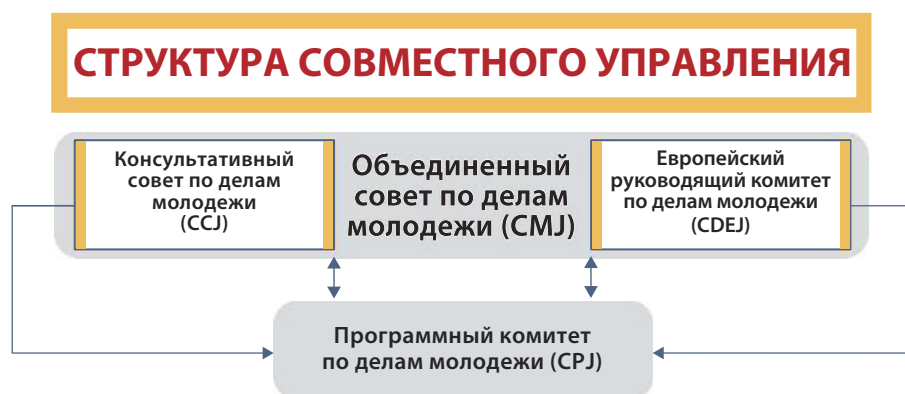 СТРУКТУРА СОВМЕСТНОГО УПРАВЛЕНИЯ
Консультативный
совет по делам
молодежи
(CCJ)
Объединенный
совет по делам
молодежи (CMJ)
Европейский
руководящий комитет
по делам молодежи
(CDEJ)
Программный комитет
по делам молодежи (CPJ)